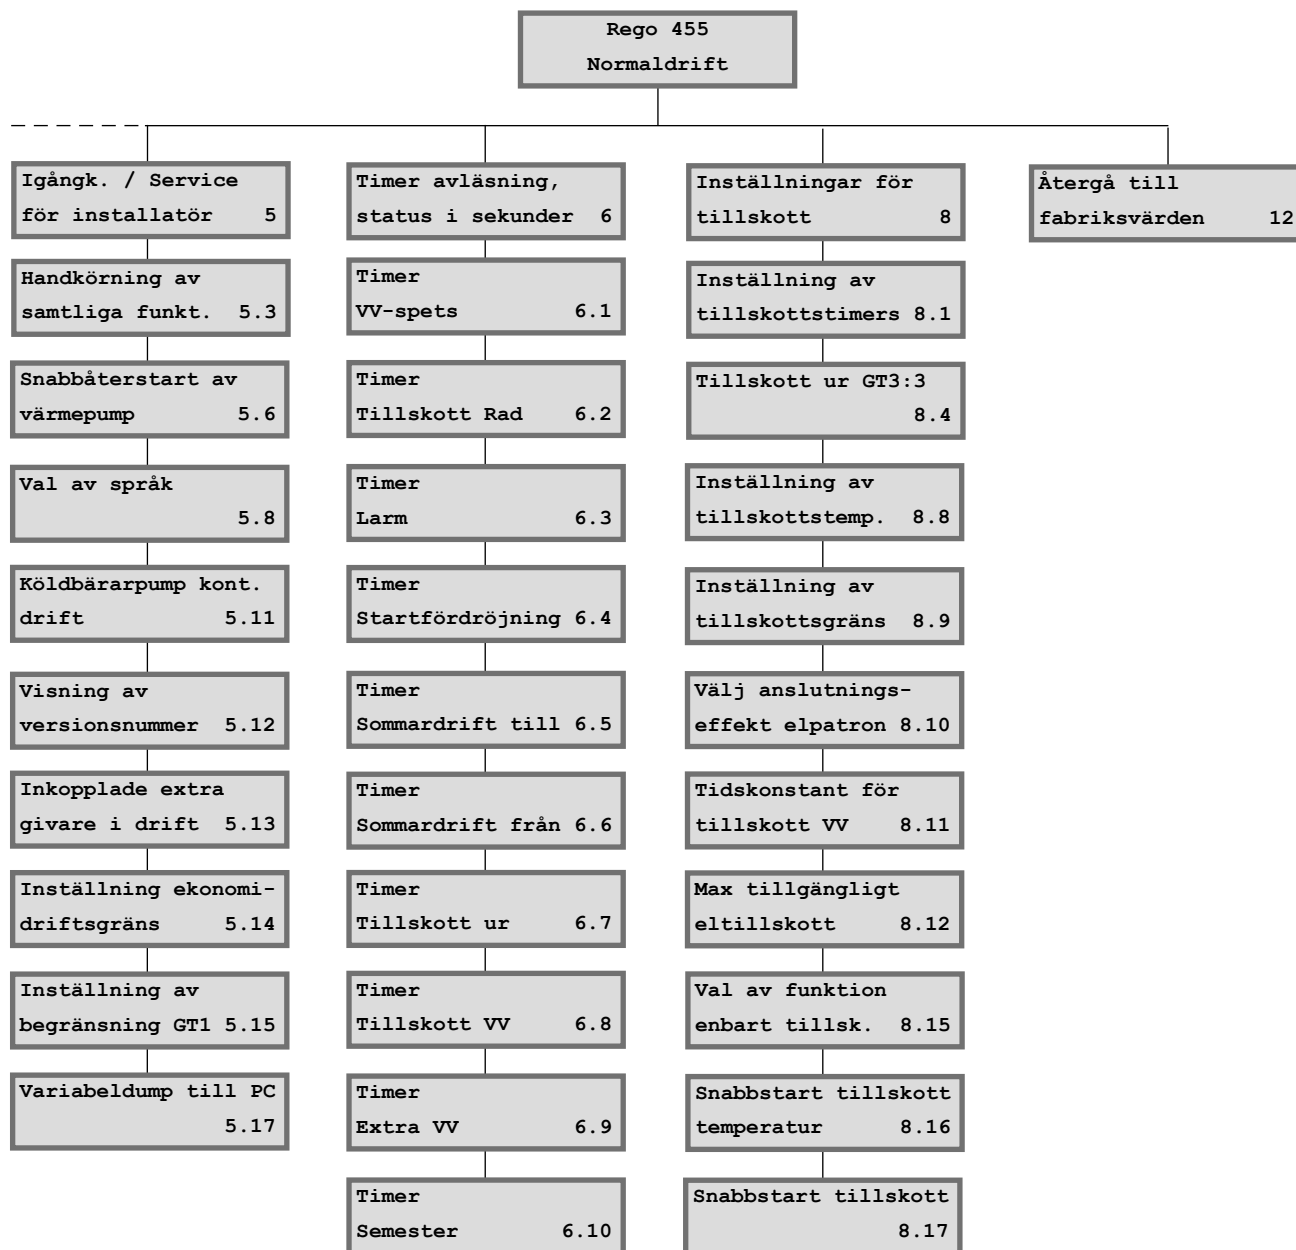 Rego 455
Normaldrift
Igångk. / Service
för installatör 5
Handkörning av
samtliga funkt. 5.3
Snabbåterstart av
värmepump 5.6
Val av språk
5.8
Köldbärarpump kont.
drift 5.11
Visning av
versionsnummer 5.12
Inkopplade extra
givare i drift 5.13
Inställning ekonomi-
driftsgräns 5.14
Inställning av
begränsning GT1 5.15
Variabeldump till PC
5.17
Timer avläsning,
status i sekunder 6
Timer
VV-spets 6.1
Timer
Tillskott Rad 6.2
Timer
Larm 6.3
Timer
Startfördröjning 6.4
Timer
Sommardrift till 6.5
Timer
Sommardrift från 6.6
Timer
Tillskott ur 6.7
Timer
Tillskott VV 6.8
Timer
Extra VV 6.9
Timer
Semester 6.10
Inställningar för
tillskott 8
Inställning av
tillskottstimers 8.1
Tillskott ur GT3:3
8.4
Inställning av
tillskottstemp. 8.8
Inställning av
tillskottsgräns 8.9
Välj anslutnings-
effekt elpatron 8.10
Tidskonstant för
tillskott VV 8.11
Max tillgängligt
eltillskott 8.12
Val av funktion
enbart tillsk. 8.15
Snabbstart tillskott
temperatur 8.16
Snabbstart tillskott
8.17
Återgå till
fabriksvärden 12